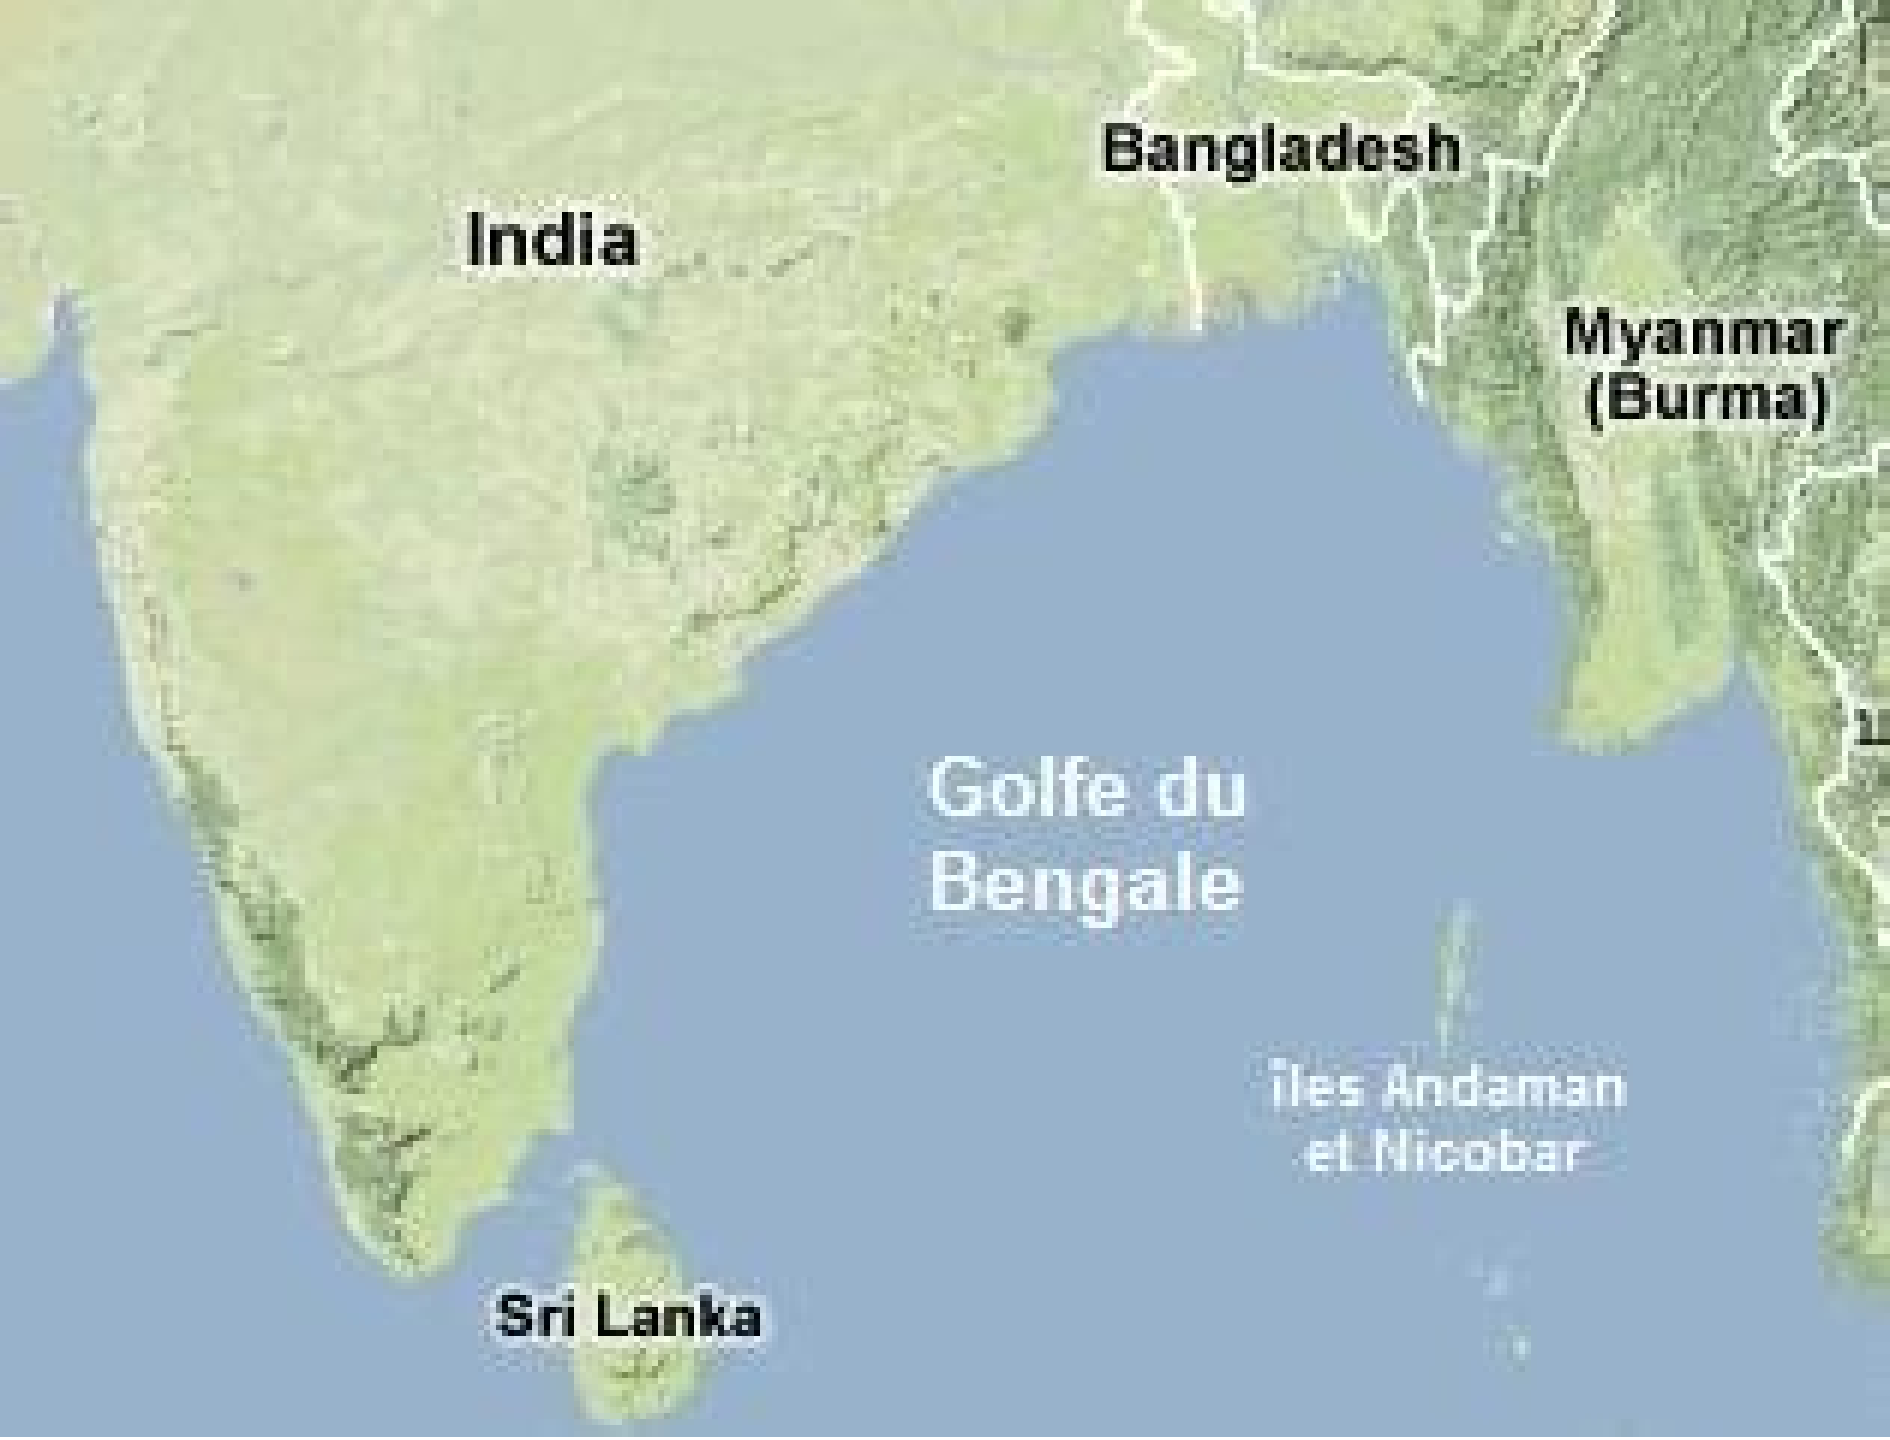 Bangladesh
India
Myanmar
(Burma)
Golfe du
Bengale
îles Andaman
et Nicobar
Sri Lanka